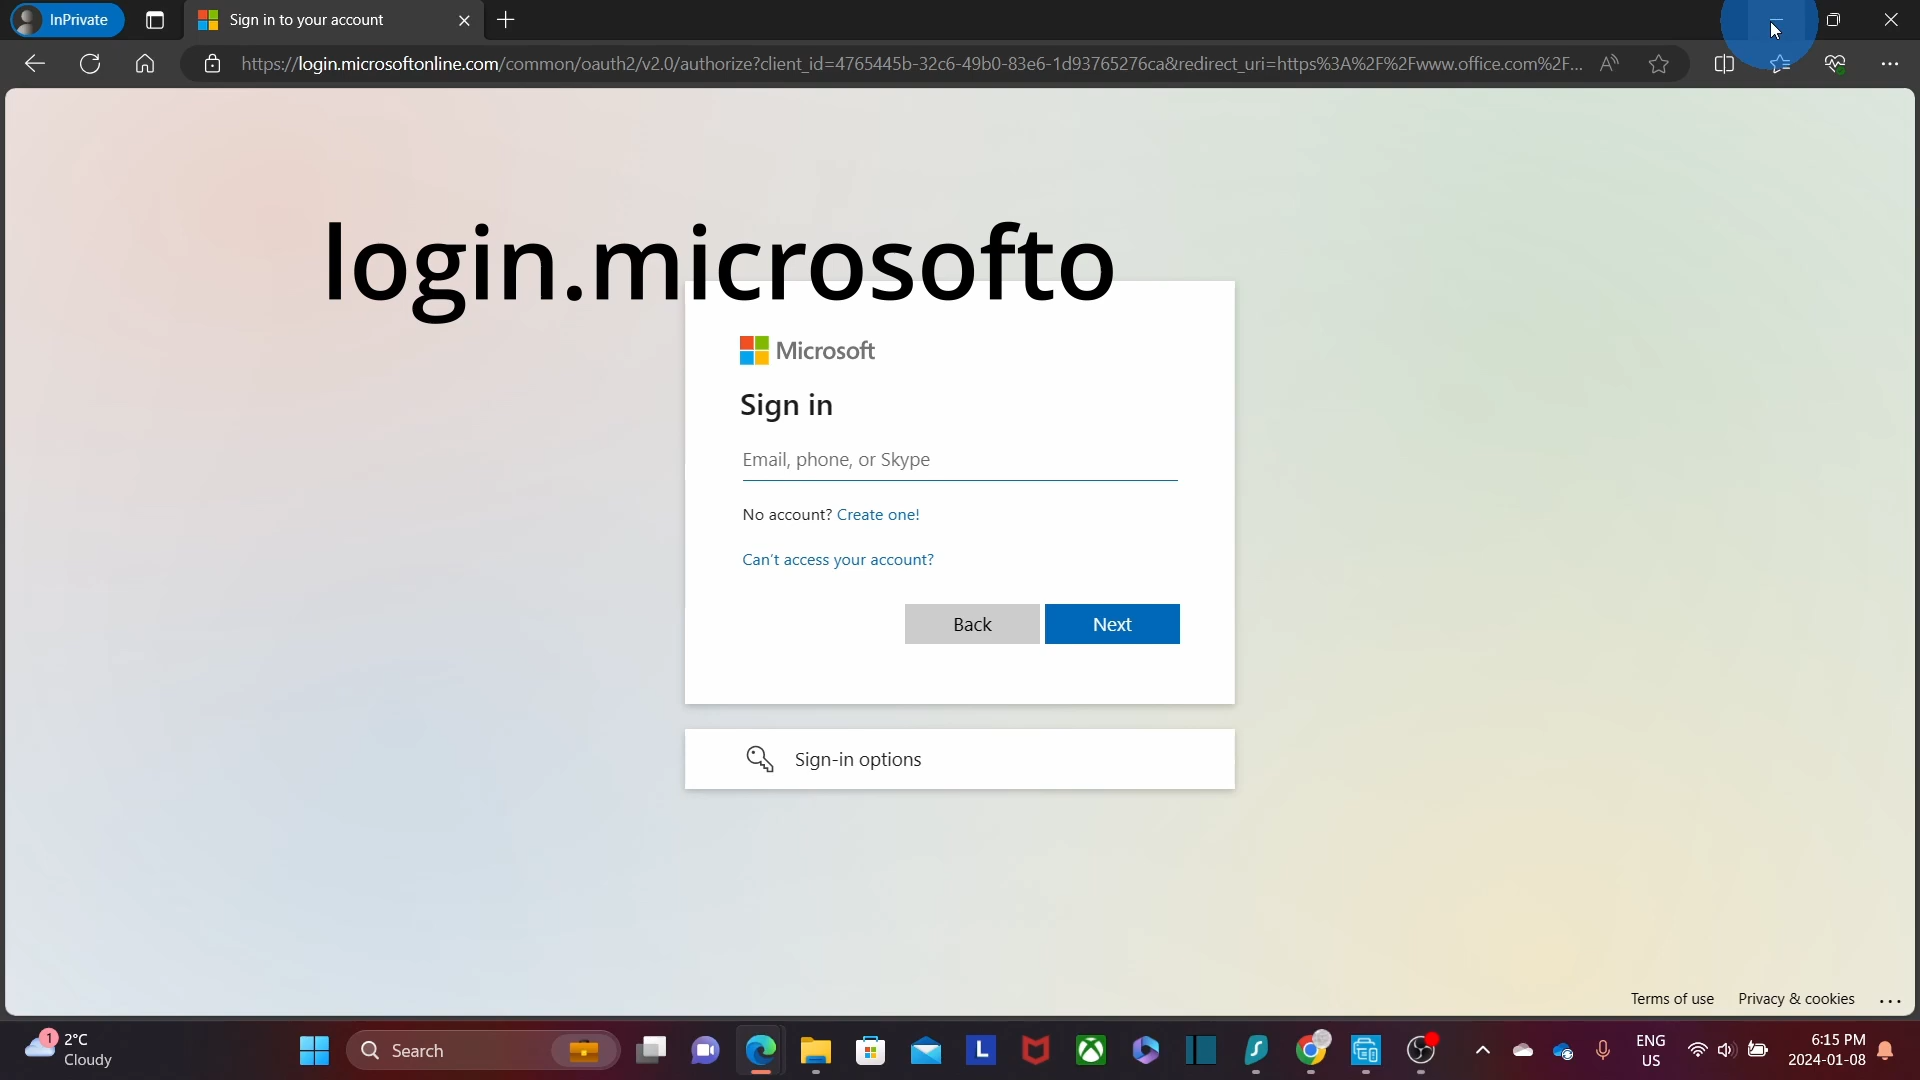 InPrivate
Sign in to your account
https://login.microsoftonline.com/common/oauth2/v2.0/authorize?client_id=4765445b-32c6-49b0-83e6-1d93765276ca&redirect_uri=https%3A%2F%2Fwww.office.com%2F...
login.microsofto
Microsoft
Sign in
Email, phone, or Skype
No account? Create one!
Can't access your account?
Back
Next
Sign-in options
Terms of use
Privacy & cookies
...
1
2°C
Cloudy
Search
L
ENG
US
6:15 PM
2024-01-08